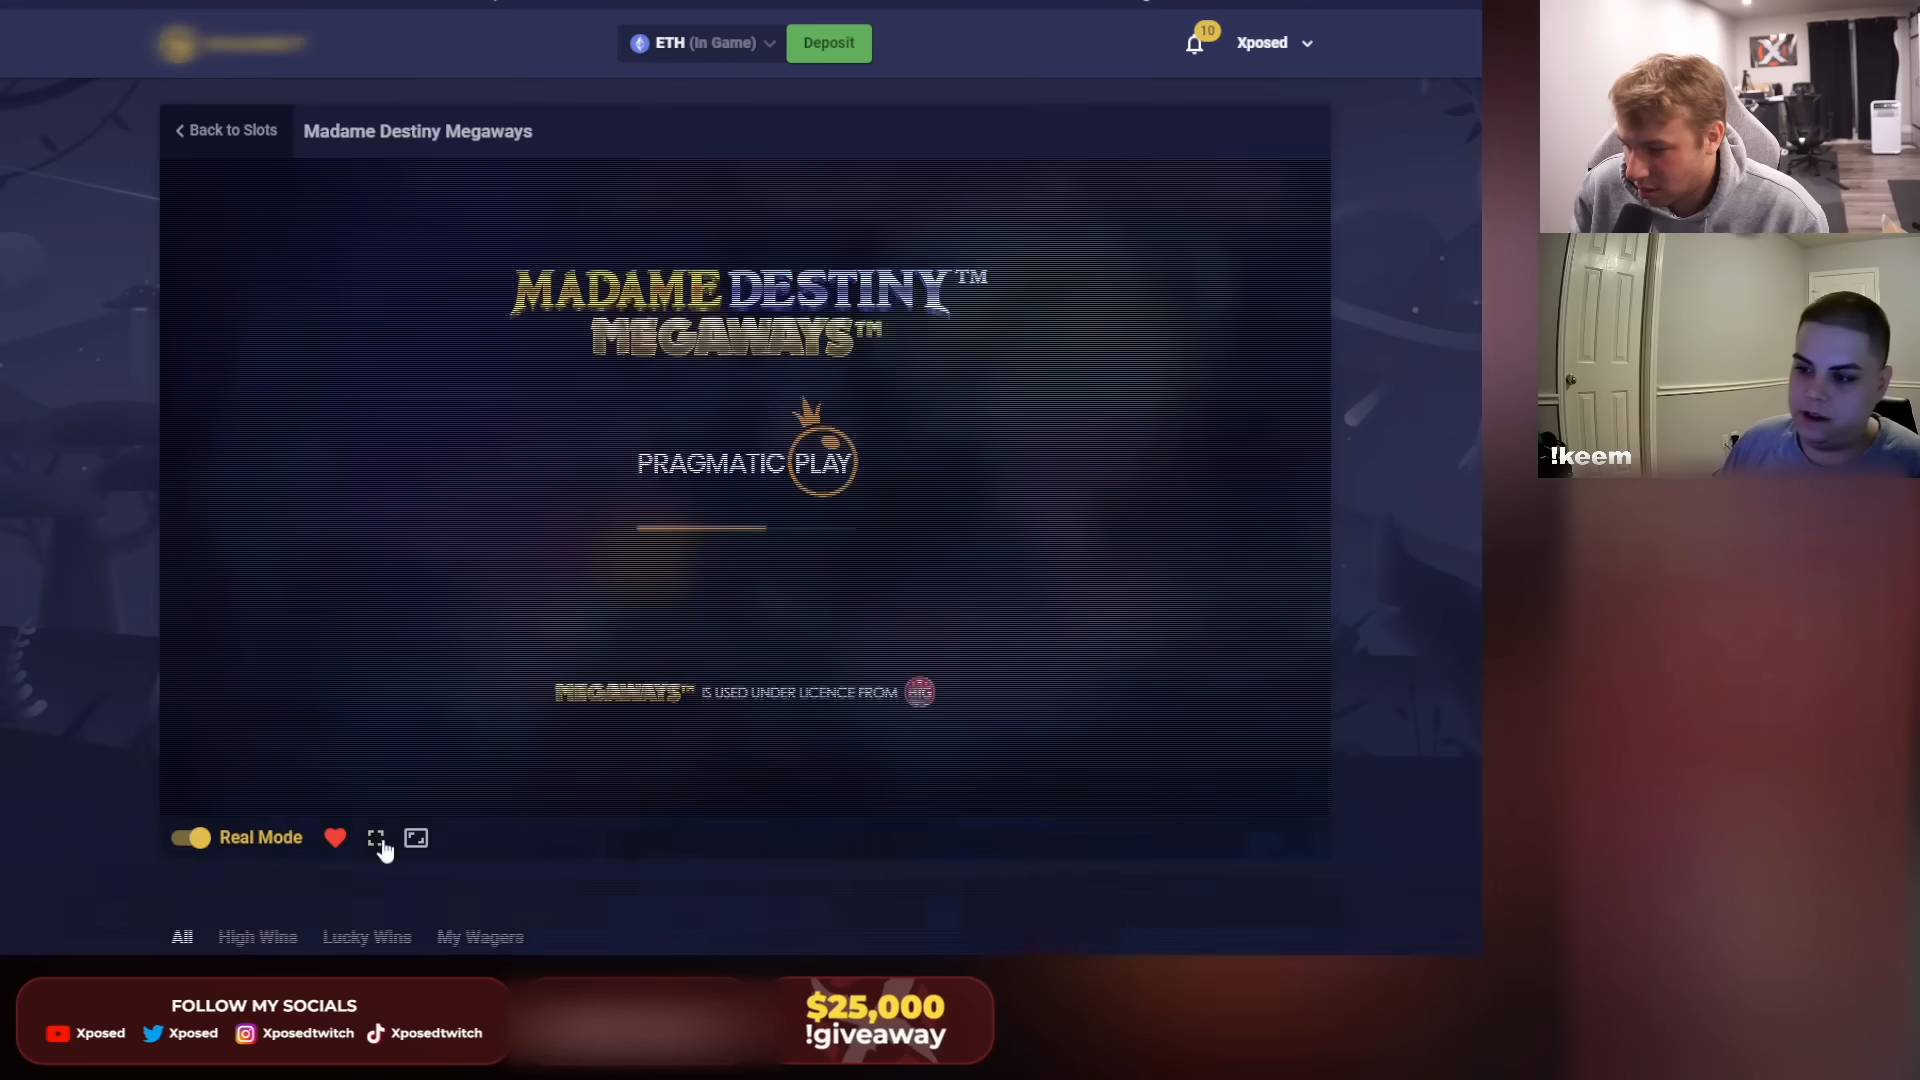 ETH (In Game)
Deposit
10
Xposed
Back to Slots
Madame Destiny Megaways
MADAME DESTINY™
MEGAWAYS™
PRAGMATIC PLAY
MEGAWAYS™ IS USED UNDER LICENCE FROM BIG
!keem
Real Mode
All
High Wins
Lucky Wins
My Wagers
FOLLOW MY SOCIALS
Xposed
Xposed
Xposedtwitch
Xposedtwitch
$25,000
!giveaway